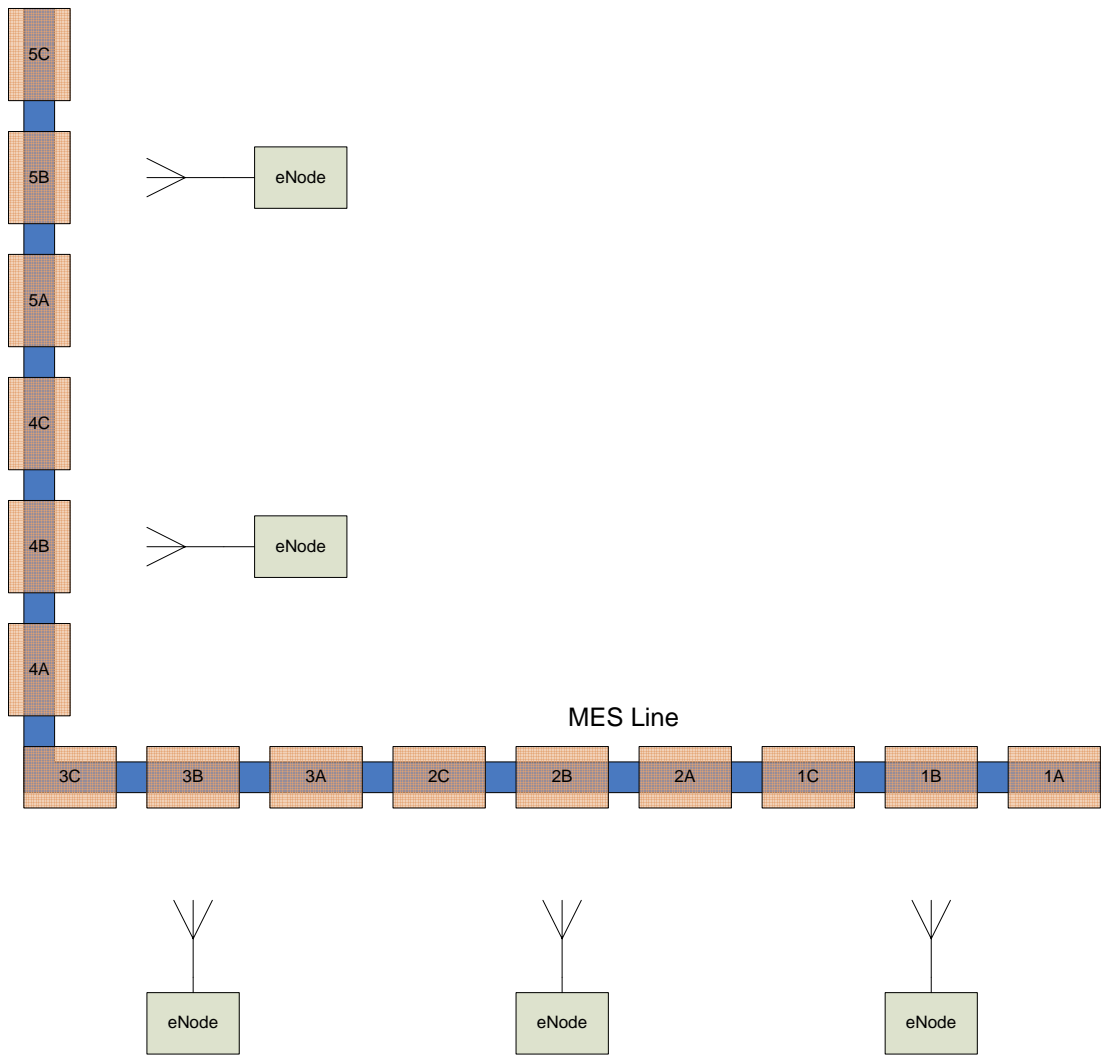 5C
5B
eNode
5A
4C
4B
eNode
4A
MES Line
3C 3B 3A 2C 2B 2A 1C 1B 1A
eNode eNode eNode